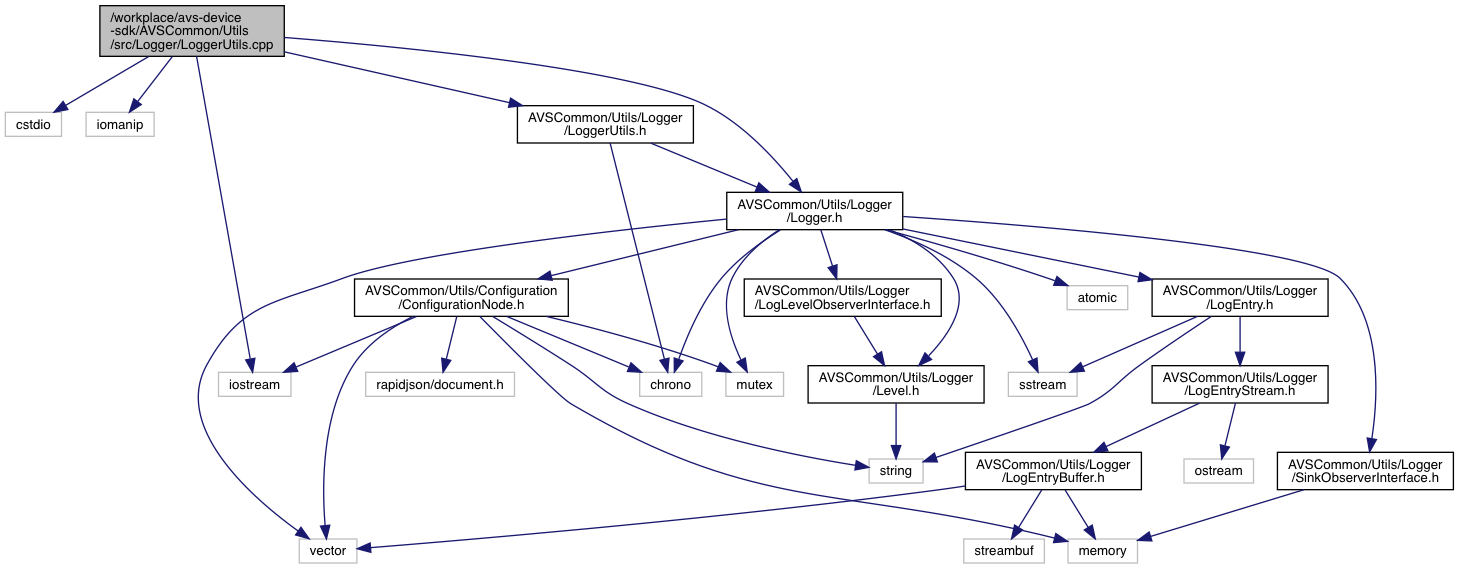 /workplace/avs-device
-sdk/AVSCommon/Utils
/src/Logger/LoggerUtils.cpp
cstdio
iomanip
AVSCommon/Utils/Logger
/LoggerUtils.h
AVSCommon/Utils/Logger
/Logger.h
AVSCommon/Utils/Configuration
/ConfigurationNode.h
AVSCommon/Utils/Logger
/LogLevelObserverInterface.h
atomic
AVSCommon/Utils/Logger
/LogEntry.h
iostream
rapidjson/document.h
chrono
mutex
AVSCommon/Utils/Logger
/Level.h
sstream
AVSCommon/Utils/Logger
/LogEntryStream.h
string
AVSCommon/Utils/Logger
/LogEntryBuffer.h
ostream
AVSCommon/Utils/Logger
/SinkObserverInterface.h
vector
streambuf
memory